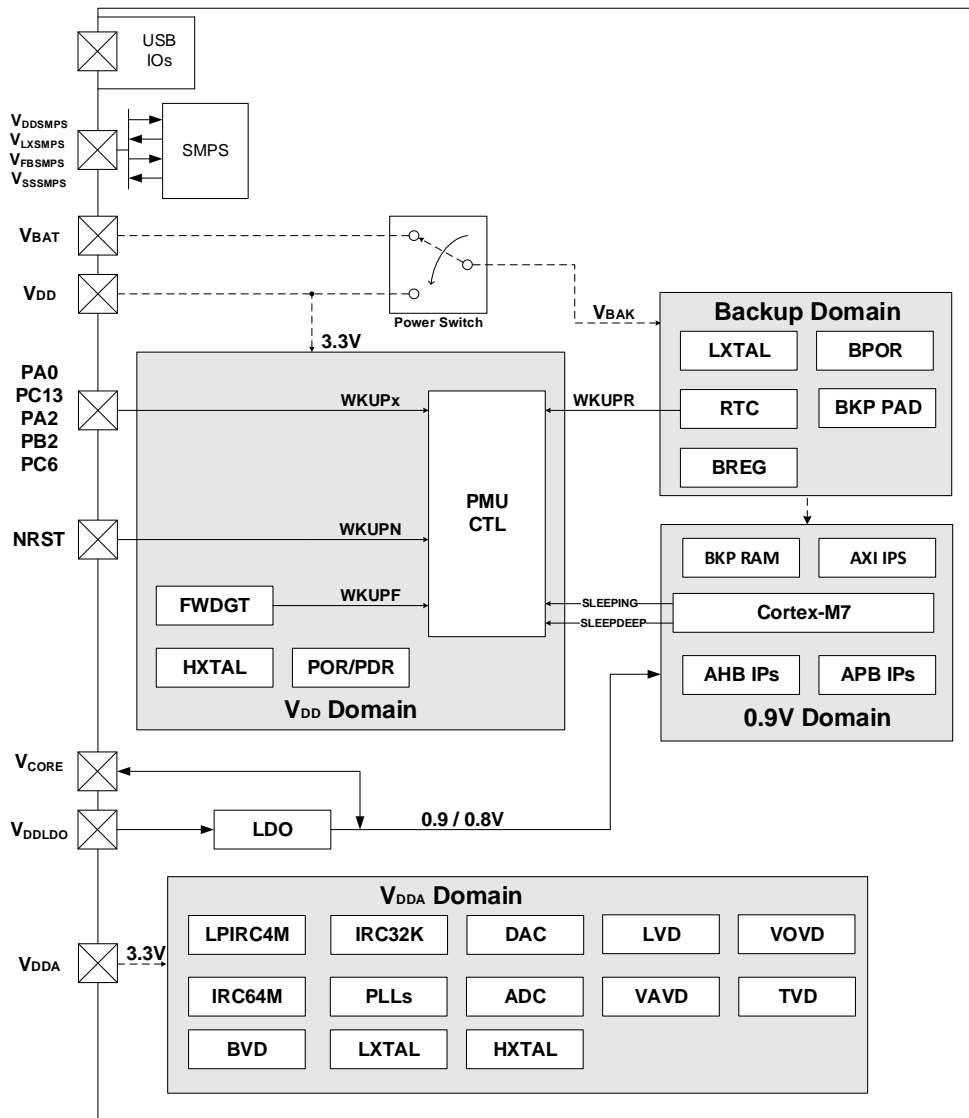 USB
IOs
VDDSMPS
VLXSMPS
VFBSMPS
VSSSMPS
SMPS
VBAT
VDD
Power Switch
3.3V
VBAK
Backup Domain
LXTAL
BPOR
RTC
BKP PAD
BREG
PA0
PC13
PA2
PB2
PC6
WKUPx
WKUPR
PMU
CTL
NRST
WKUPN
FWDGT
WKUPF
HXTAL
POR/PDR
VDD Domain
BKP RAM
AXI IPS
SLEEPING
SLEEPDEEP
Cortex-M7
AHB IPs
APB IPs
0.9V Domain
VCORE
VDDLDO
LDO
0.9 / 0.8V
VDDA Domain
LPIRC4M
IRC32K
DAC
LVD
VOVD
VDDA
3.3V
IRC64M
PLLs
ADC
VAVD
TVD
BVD
LXTAL
HXTAL